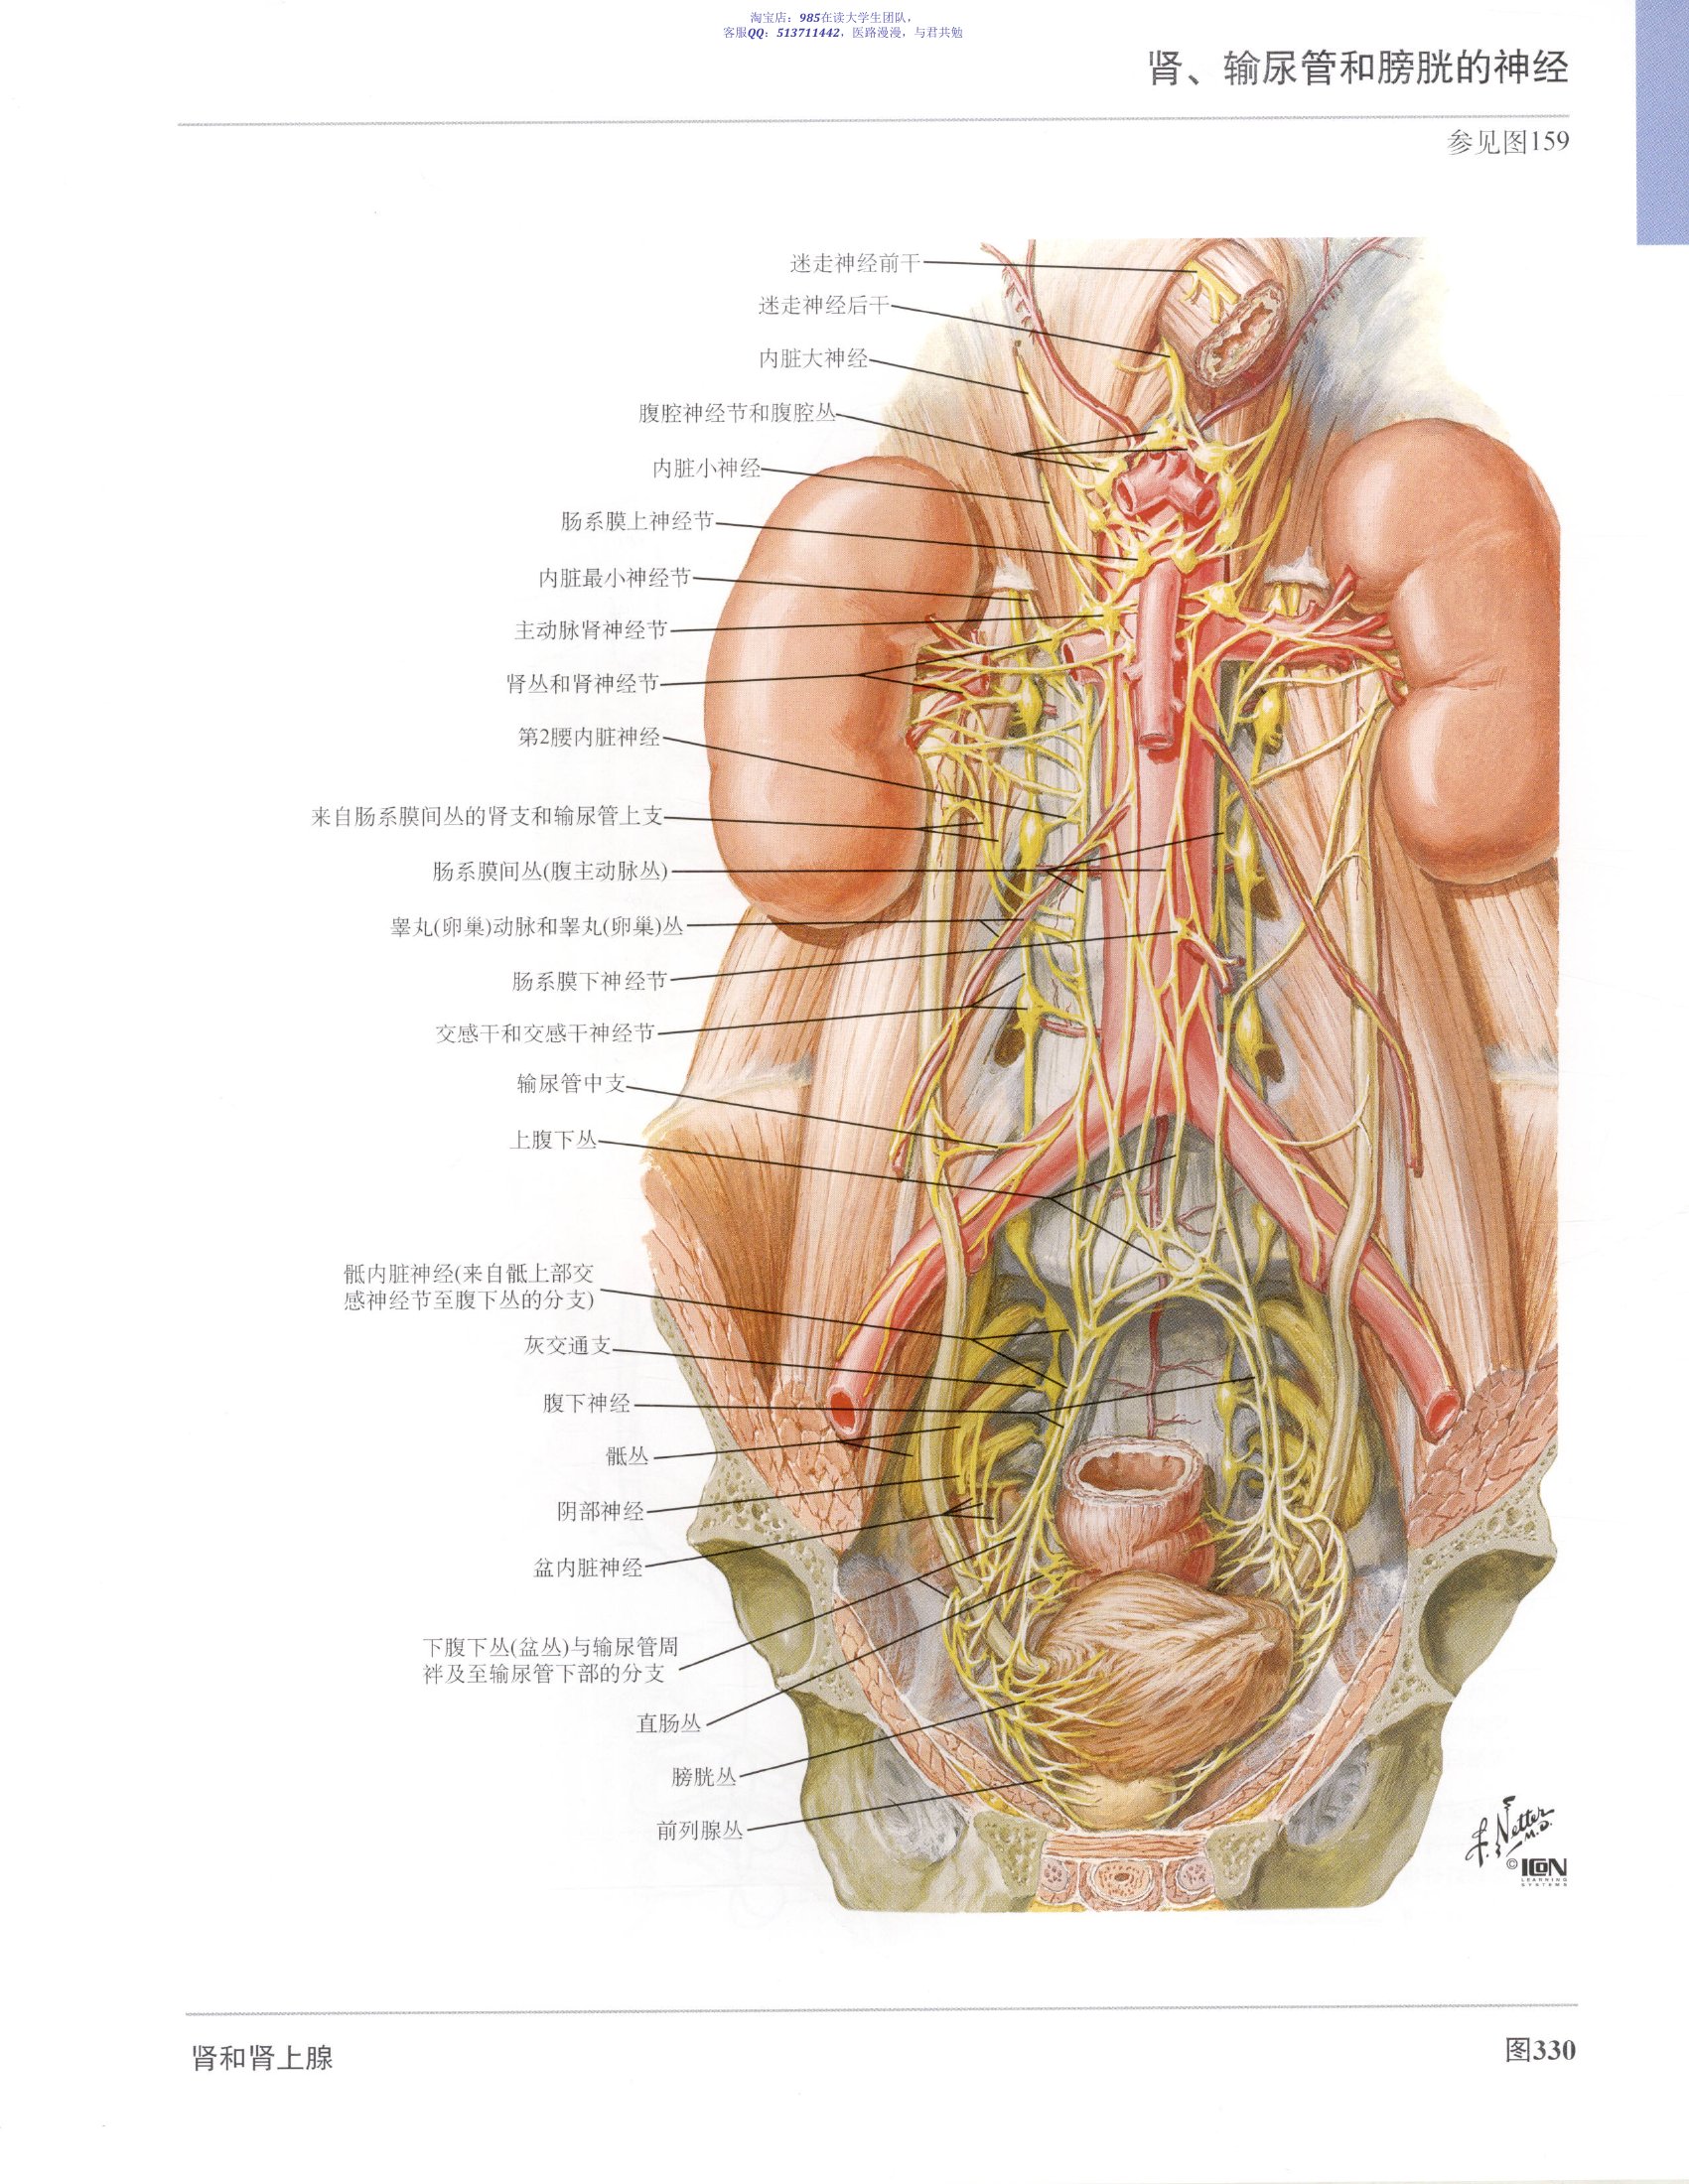 淘宝店：985在读大学生团队，
客服QQ：513711442，医路漫漫，与君共勉
肾、输尿管和膀胱的神经
参见图159
迷走神经前干
迷走神经后干
内脏大神经
腹腔神经节和腹腔丛
内脏小神经
肠系膜上神经节
内脏最小神经节
主动脉肾神经节
肾丛和肾神经节
第2腰内脏神经
来自肠系膜间丛的肾支和输尿管上支
肠系膜间丛(腹主动脉丛)
睾丸(卵巢)动脉和睾丸(卵巢)丛
肠系膜下神经节
交感干和交感干神经节
输尿管中支
上腹下丛
骶内脏神经(来自骶上部交
感神经节至腹下丛的分支)
灰交通支
腹下神经
骶丛
阴部神经
盆内脏神经
下腹下丛(盆丛)与输尿管周
袢及至输尿管下部的分支
直肠丛
膀胱丛
前列腺丛
F. Netter
M.D.
© ICON
LEARNING
SYSTEMS
肾和肾上腺
图330